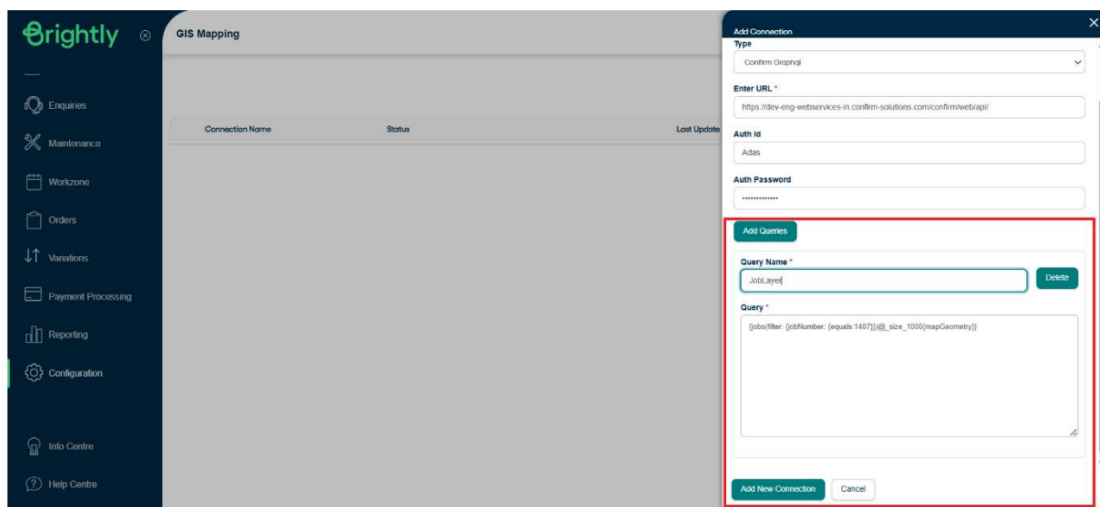 Brightly
GIS Mapping
Enquiries
Maintenance
Workzone
Orders
Variations
Payment Processing
Reporting
Configuration
Info Centre
Help Centre
Connection Name Status Last Update
Add Connection
Type
Confirm Graphql
Enter URL *
https://dev-eng-webservices-in.confirm-solutions.com/confirm/web/api/
Auth Id
Adas
Auth Password
Add Queries
Query Name *
JobLayer
Delete
Query *
{jobs(filter: {jobNumber: {equals:1407}})@_size_1000{mapGeometry}}
Add New Connection Cancel